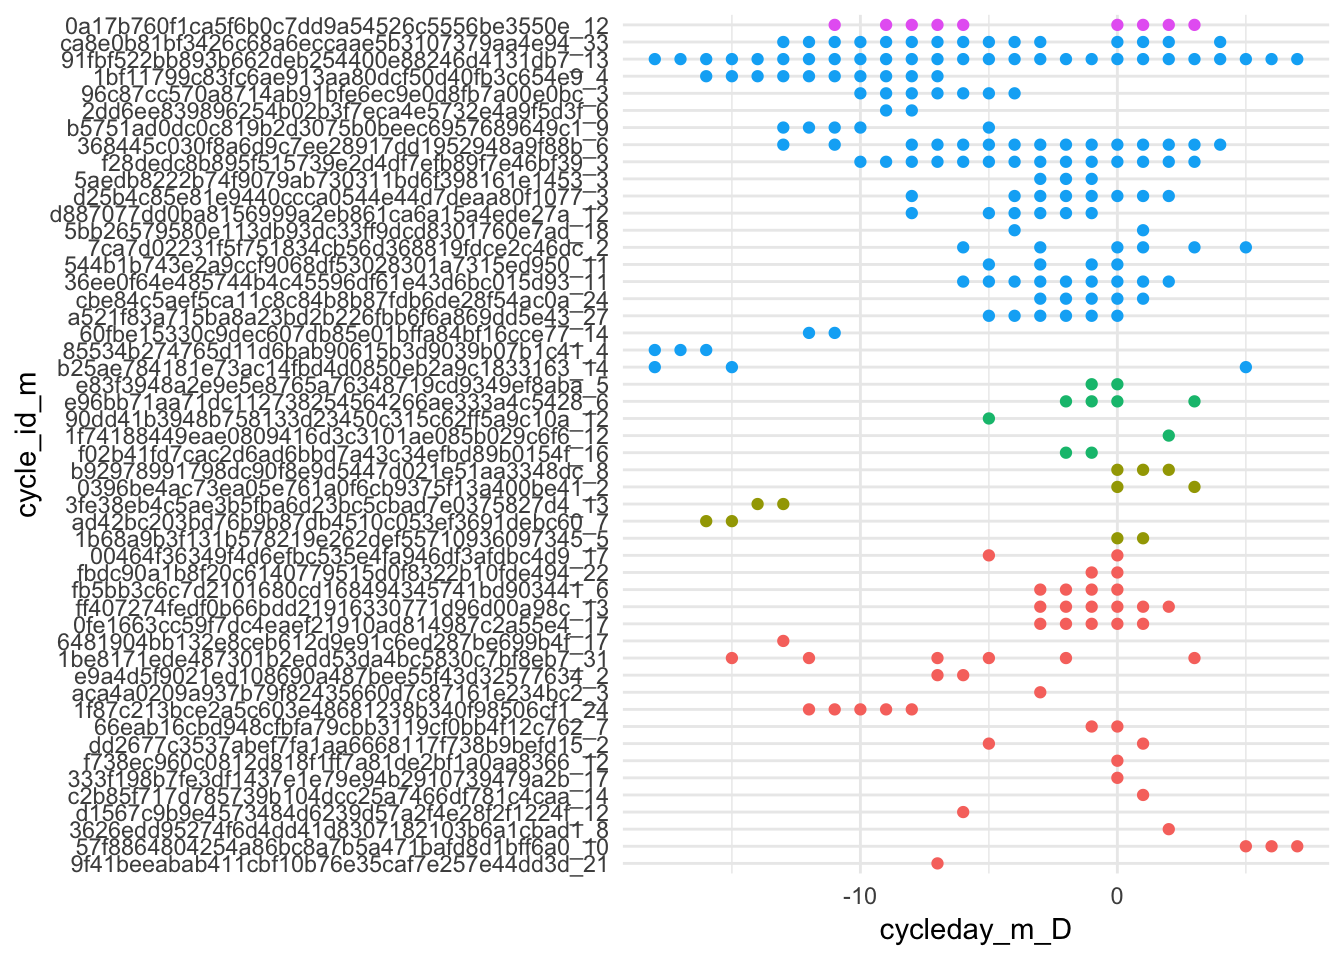 0a17b760f1ca5f6b0c7dd9a54526c5556be3550e_12
ca8e0b81bf3426c68a6eccaae5b3107379aa4e94_33
91fbf522bb893b662deb254400e88246d4131db7_13
1bf11799c83fc6ae913aa80dcf50d40fb3c654e9_4
96c87cc570a8714ab91bfe6ec9e0d8fb7a00e0bc_3
2dd6ee839896254b02b3f7eca4e5732e4a9f5d3f_6
b5751ad0dc0c819b2d3075b0beec6957689649c1_9
368445c030f8a6d9c7ee28917dd1952948a9f88b_6
f28dedc8b895f515739e2d4df7efb89f7e46bf39_3
5aedb8222b74f9079ab730311bd6f398161e1453_3
d25b4c85e81e9440ccca0544e44d7deaa80f1077_3
d887077dd0ba8156999a2eb861ca6a15a4ede27a_12
5bb26579580e113db93dc33ff9dcd8301760e7ad_18
7ca7d02231f5f751834cb56d368819fdce2c46dc_2
544b1b743e2a9ccf9068df53028301a7315ed950_11
36ee0f64e485744b4c45596df61e43d6bc015d93_11
cbe84c5aef5ca11c8c84b8b87fdb6de28f54ac0a_24
a521f83a715ba8a23bd2b226fbb6f6a869dd5e43_27
60fbe15330c9dec607db85e01bffa84bf16cce77_14
85534b274765d11d6bab90615b3d9039b07b1c41_4
b25ae784181e73ac14fbd4d0850eb2a9c1833163_14
e83f3948a2e9e5e8765a76348719cd9349ef8aba_5
e96bb71aa71dc112738254564266ae333a4c5428_6
90dd41b3948b758133d23450c315c62ff5a9c10a_12
1f74188449eae0809416d3c3101ae085b029c6f6_12
f02b41fd7cac2d6ad6bbd7a43c34efbd89b0154f_16
b92978991798dc90f8e9d5447d021e51aa3348dc_8
0396be4ac73ea05e761a0f6cb9375f13a400be41_2
3fe38eb4c5ae3b5fba6d23bc5cbad7e0375827d4_13
ad42bc203bd76b9b87db4510c053ef3691debc60_7
1b68a9b3f131b578219e262def55710936097345_5
00464f36349f4d6efbc535e4fa946df3afdbc4d9_17
fbdc90a1b8f20c6140779515d0f8322b10fde494_22
fb5bb3c6c7d2101680cd168494345741bd903441_6
ff407274fedf0b66bdd21916330771d96d00a98c_13
0fe1663cc59f7dc4eaef21910ad814987c2a55e4_17
6481904bb132e8ceb612d9e91c6ed287be699b4f_17
1be8171ede487301b2edd53da4bc5830c7bf8eb7_31
e9a4d5f9021ed108690a487bee55f43d32577634_2
aca4a0209a937b79f82435660d7c87161e234bc2_3
1f87c213bce2a5c603e48681238b340f98506cf1_24
66eab16cbd948cfbfa79cbb3119cf0bb4f12c762_7
dd2677c3537abef7fa1aa6668117f738b9befd15_2
f738ec960c0812d818f1ff7a81de2bf1a0aa8366_12
333f198b7fe3df1437e1e79e94b2910739479a2b_17
c2b85f717d785739b104dcc25a7466df781c4caa_14
d1567c9b9e4573484d6239d57a2f4e28f2f1224f_12
3626edd95274f6d4dd41d8307182103b6a1cbad1_8
57f8864804254a86bc8a7b5a471bafd8d1bff6a0_10
9f41beeabab411cbf10b76e35caf7e257e44dd3d_21
cycle_id_m
-10
0
cycleday_m_D